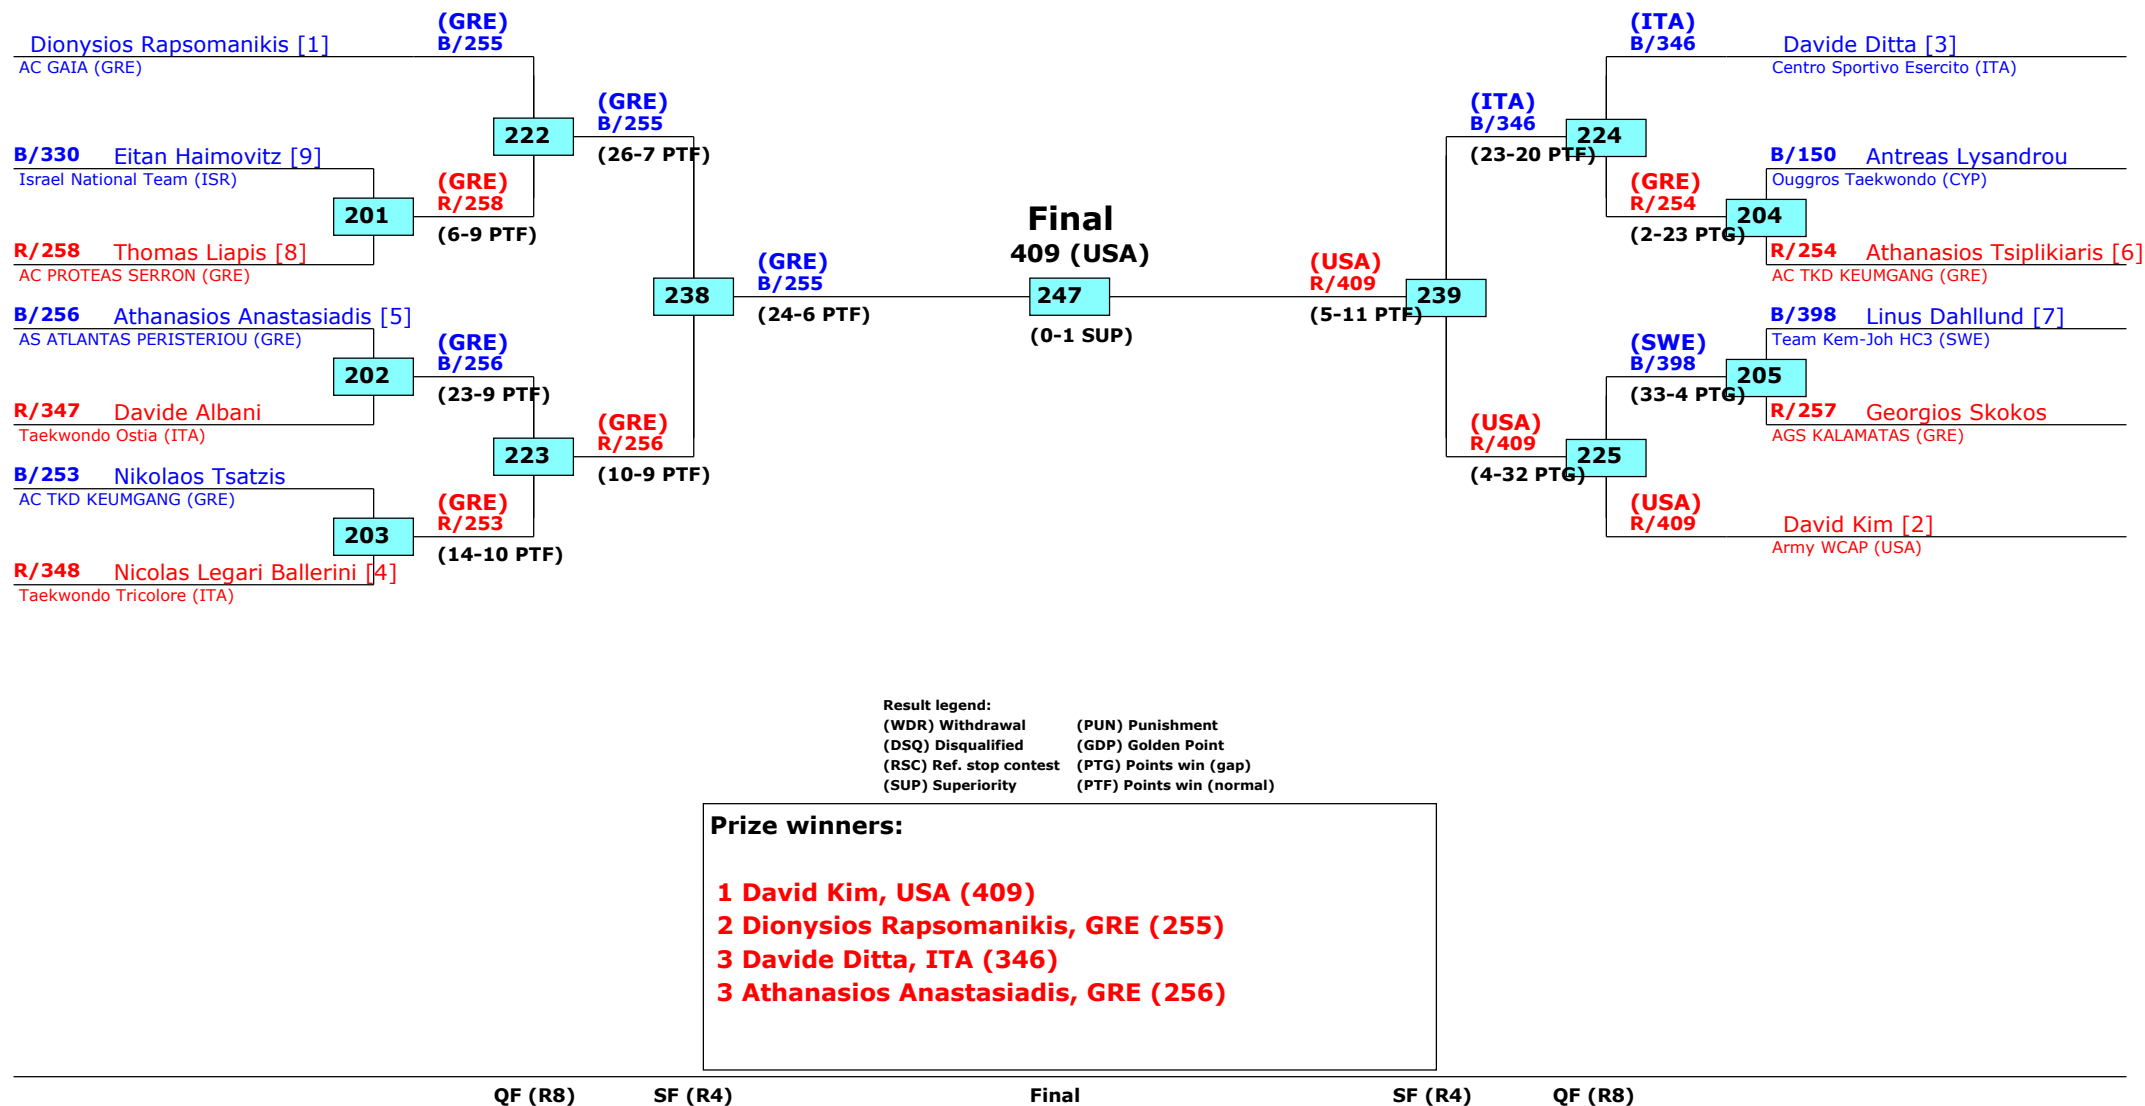 (GRE)
Dionysios Rapsomanikis [1] B/255
AC GAIA (GRE)
(GRE)
B/255
222
(26-7 PTF)
B/330 Eitan Haimovitz [9]
Israel National Team (ISR)
(GRE)
R/258
201
(6-9 PTF)
R/258 Thomas Liapis [8]
AC PROTEAS SERRON (GRE)
(GRE)
B/255
238
(24-6 PTF)
B/256 Athanasios Anastasiadis [5]
AS ATLANTAS PERISTERIOU (GRE)
(GRE)
B/256
202
(23-9 PTF)
R/347 Davide Albani
Taekwondo Ostia (ITA)
(GRE)
R/256
223
(10-9 PTF)
B/253 Nikolaos Tsatzis
AC TKD KEUMGANG (GRE)
(GRE)
R/253
203
(14-10 PTF)
R/348 Nicolas Legari Ballerini [4]
Taekwondo Tricolore (ITA)
Final
409 (USA)
247
(0-1 SUP)
(ITA)
B/346 Davide Ditta [3]
Centro Sportivo Esercito (ITA)
(ITA)
B/346
224
(23-20 PTF)
B/150 Antreas Lysandrou
Ouggros Taekwondo (CYP)
(GRE)
R/254
204
(2-23 PTG)
R/254 Athanasios Tsiplikiaris [6]
AC TKD KEUMGANG (GRE)
(USA)
R/409
239
(5-11 PTF)
B/398 Linus Dahllund [7]
Team Kem-Joh HC3 (SWE)
(SWE)
B/398
205
(33-4 PTG)
R/257 Georgios Skokos
AGS KALAMATAS (GRE)
(USA)
R/409
225
(4-32 PTG)
(USA)
R/409 David Kim [2]
Army WCAP (USA)
Result legend:
(WDR) Withdrawal (PUN) Punishment
(DSQ) Disqualified (GDP) Golden Point
(RSC) Ref. stop contest (PTG) Points win (gap)
(SUP) Superiority (PTF) Points win (normal)
Prize winners:
1 David Kim, USA (409)
2 Dionysios Rapsomanikis, GRE (255)
3 Davide Ditta, ITA (346)
3 Athanasios Anastasiadis, GRE (256)
QF (R8) SF (R4) Final SF (R4) QF (R8)